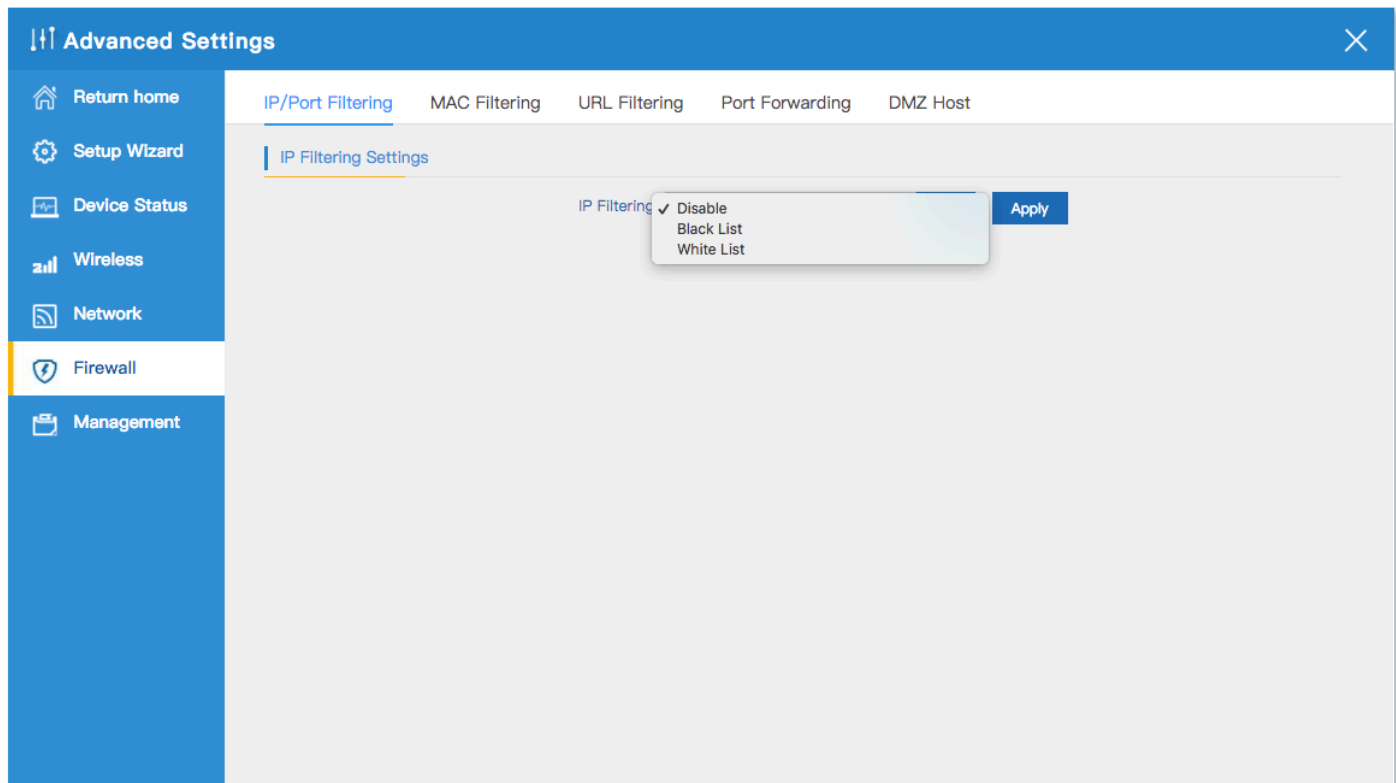 Advanced Settings
Return home
Setup Wizard
Device Status
Wireless
Network
Firewall
Management
IP/Port Filtering MAC Filtering URL Filtering Port Forwarding DMZ Host
IP Filtering Settings
IP Filtering ✓ Disable Apply
Black List
White List